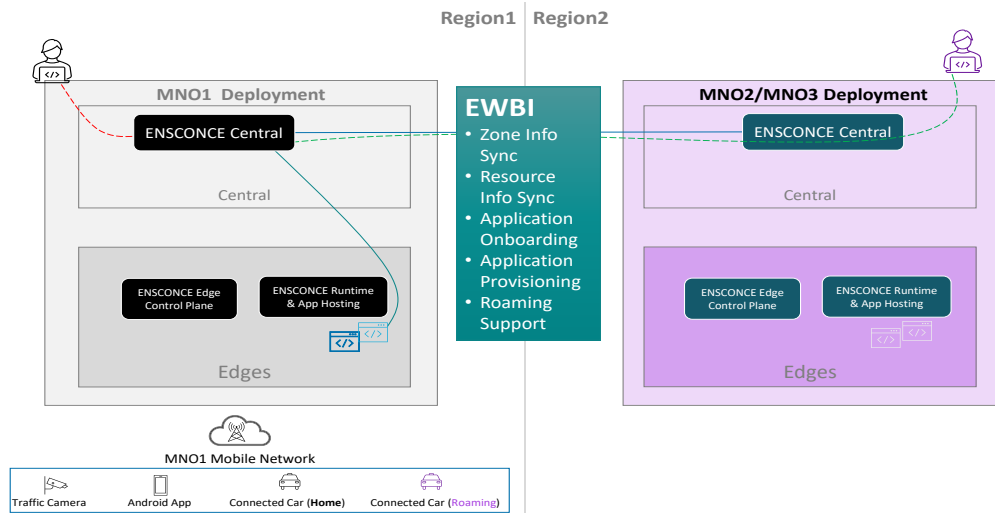 Region1
Region2
MNO1 Deployment
ENSCONCE Central
Central
ENSCONCE Edge
Control Plane
ENSCONCE Runtime
& App Hosting
</>
</>
Edges
EWBI
• Zone Info
Sync
• Resource
Info Sync
• Application
Onboarding
• Application
Provisioning
• Roaming
Support
MNO2/MNO3 Deployment
ENSCONCE Central
Central
ENSCONCE Edge
Control Plane
ENSCONCE Runtime
& App Hosting
</>
</>
Edges
</>
</>
MNO1 Mobile Network
Traffic Camera
Android App
Connected Car (Home)
Connected Car (Roaming)